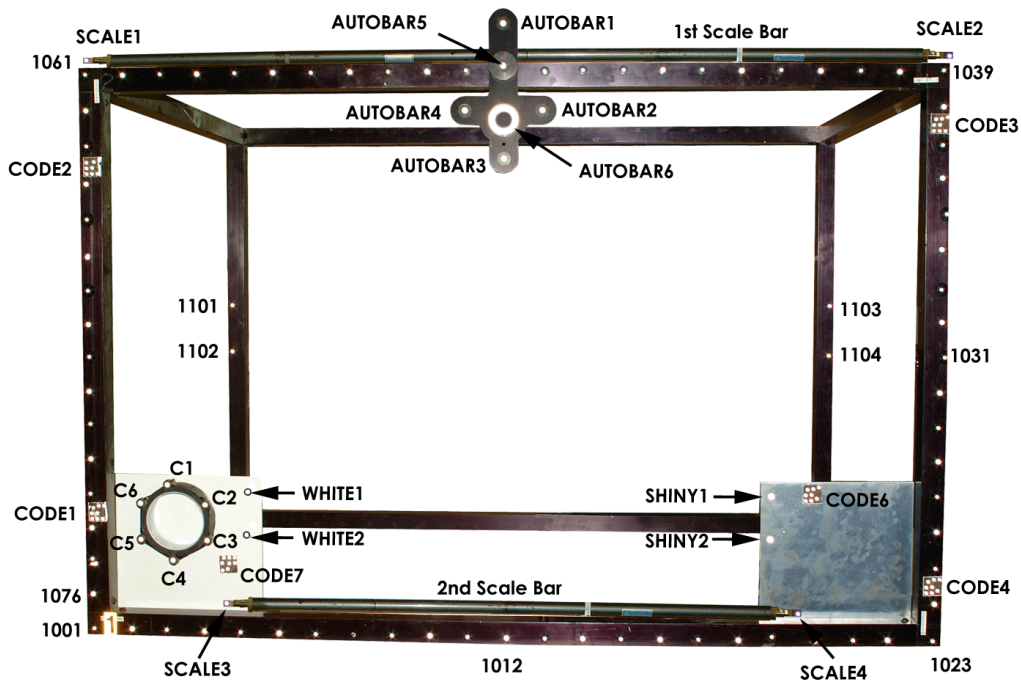 AUTOBAR5
AUTOBAR1
SCALE1
1st Scale Bar
SCALE2
1061
1039
AUTOBAR4
AUTOBAR2
CODE3
AUTOBAR3
AUTOBAR6
CODE2
1101
1103
1102
1104
1031
C1
C6
C2
WHITE1
SHINY1
CODE6
CODE1
C5
C3
WHITE2
SHINY2
C4
CODE7
2nd Scale Bar
CODE4
1076
1001
SCALE3
1012
SCALE4
1023